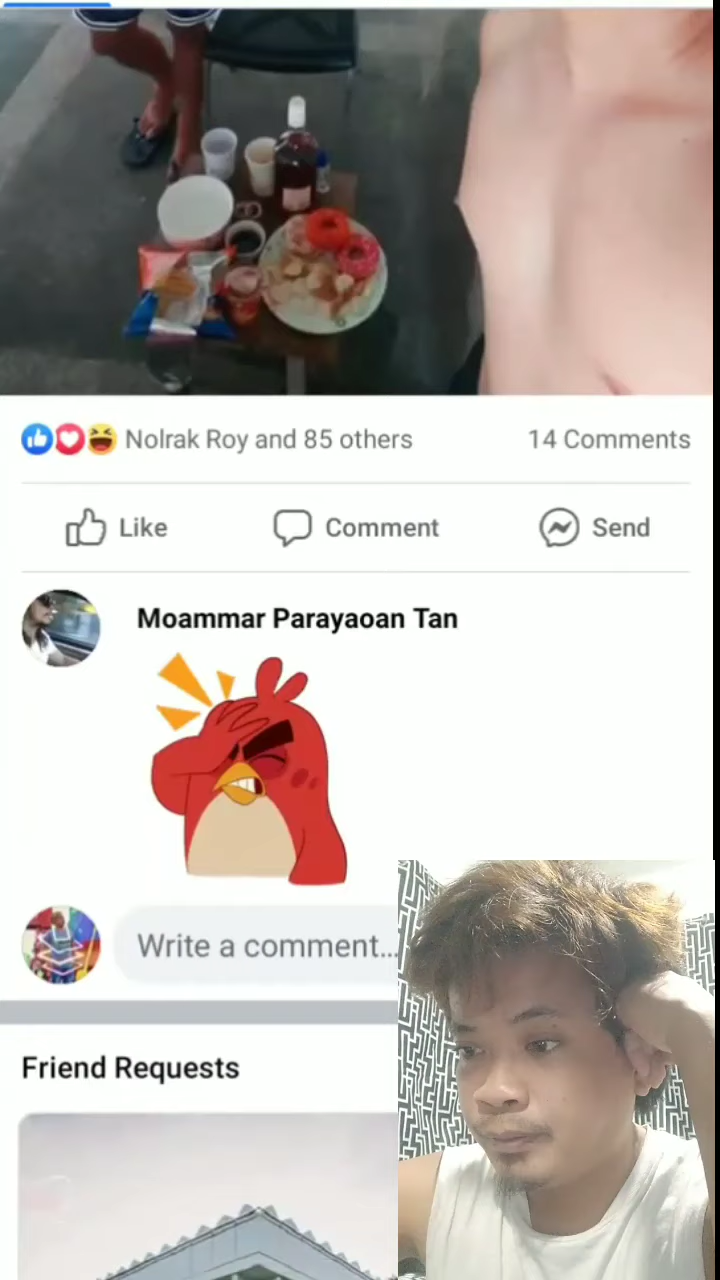 Nolrak Roy and 85 others 14 Comments
Like Comment Send
Moammar Parayaoan Tan
Write a comment...
Friend Requests